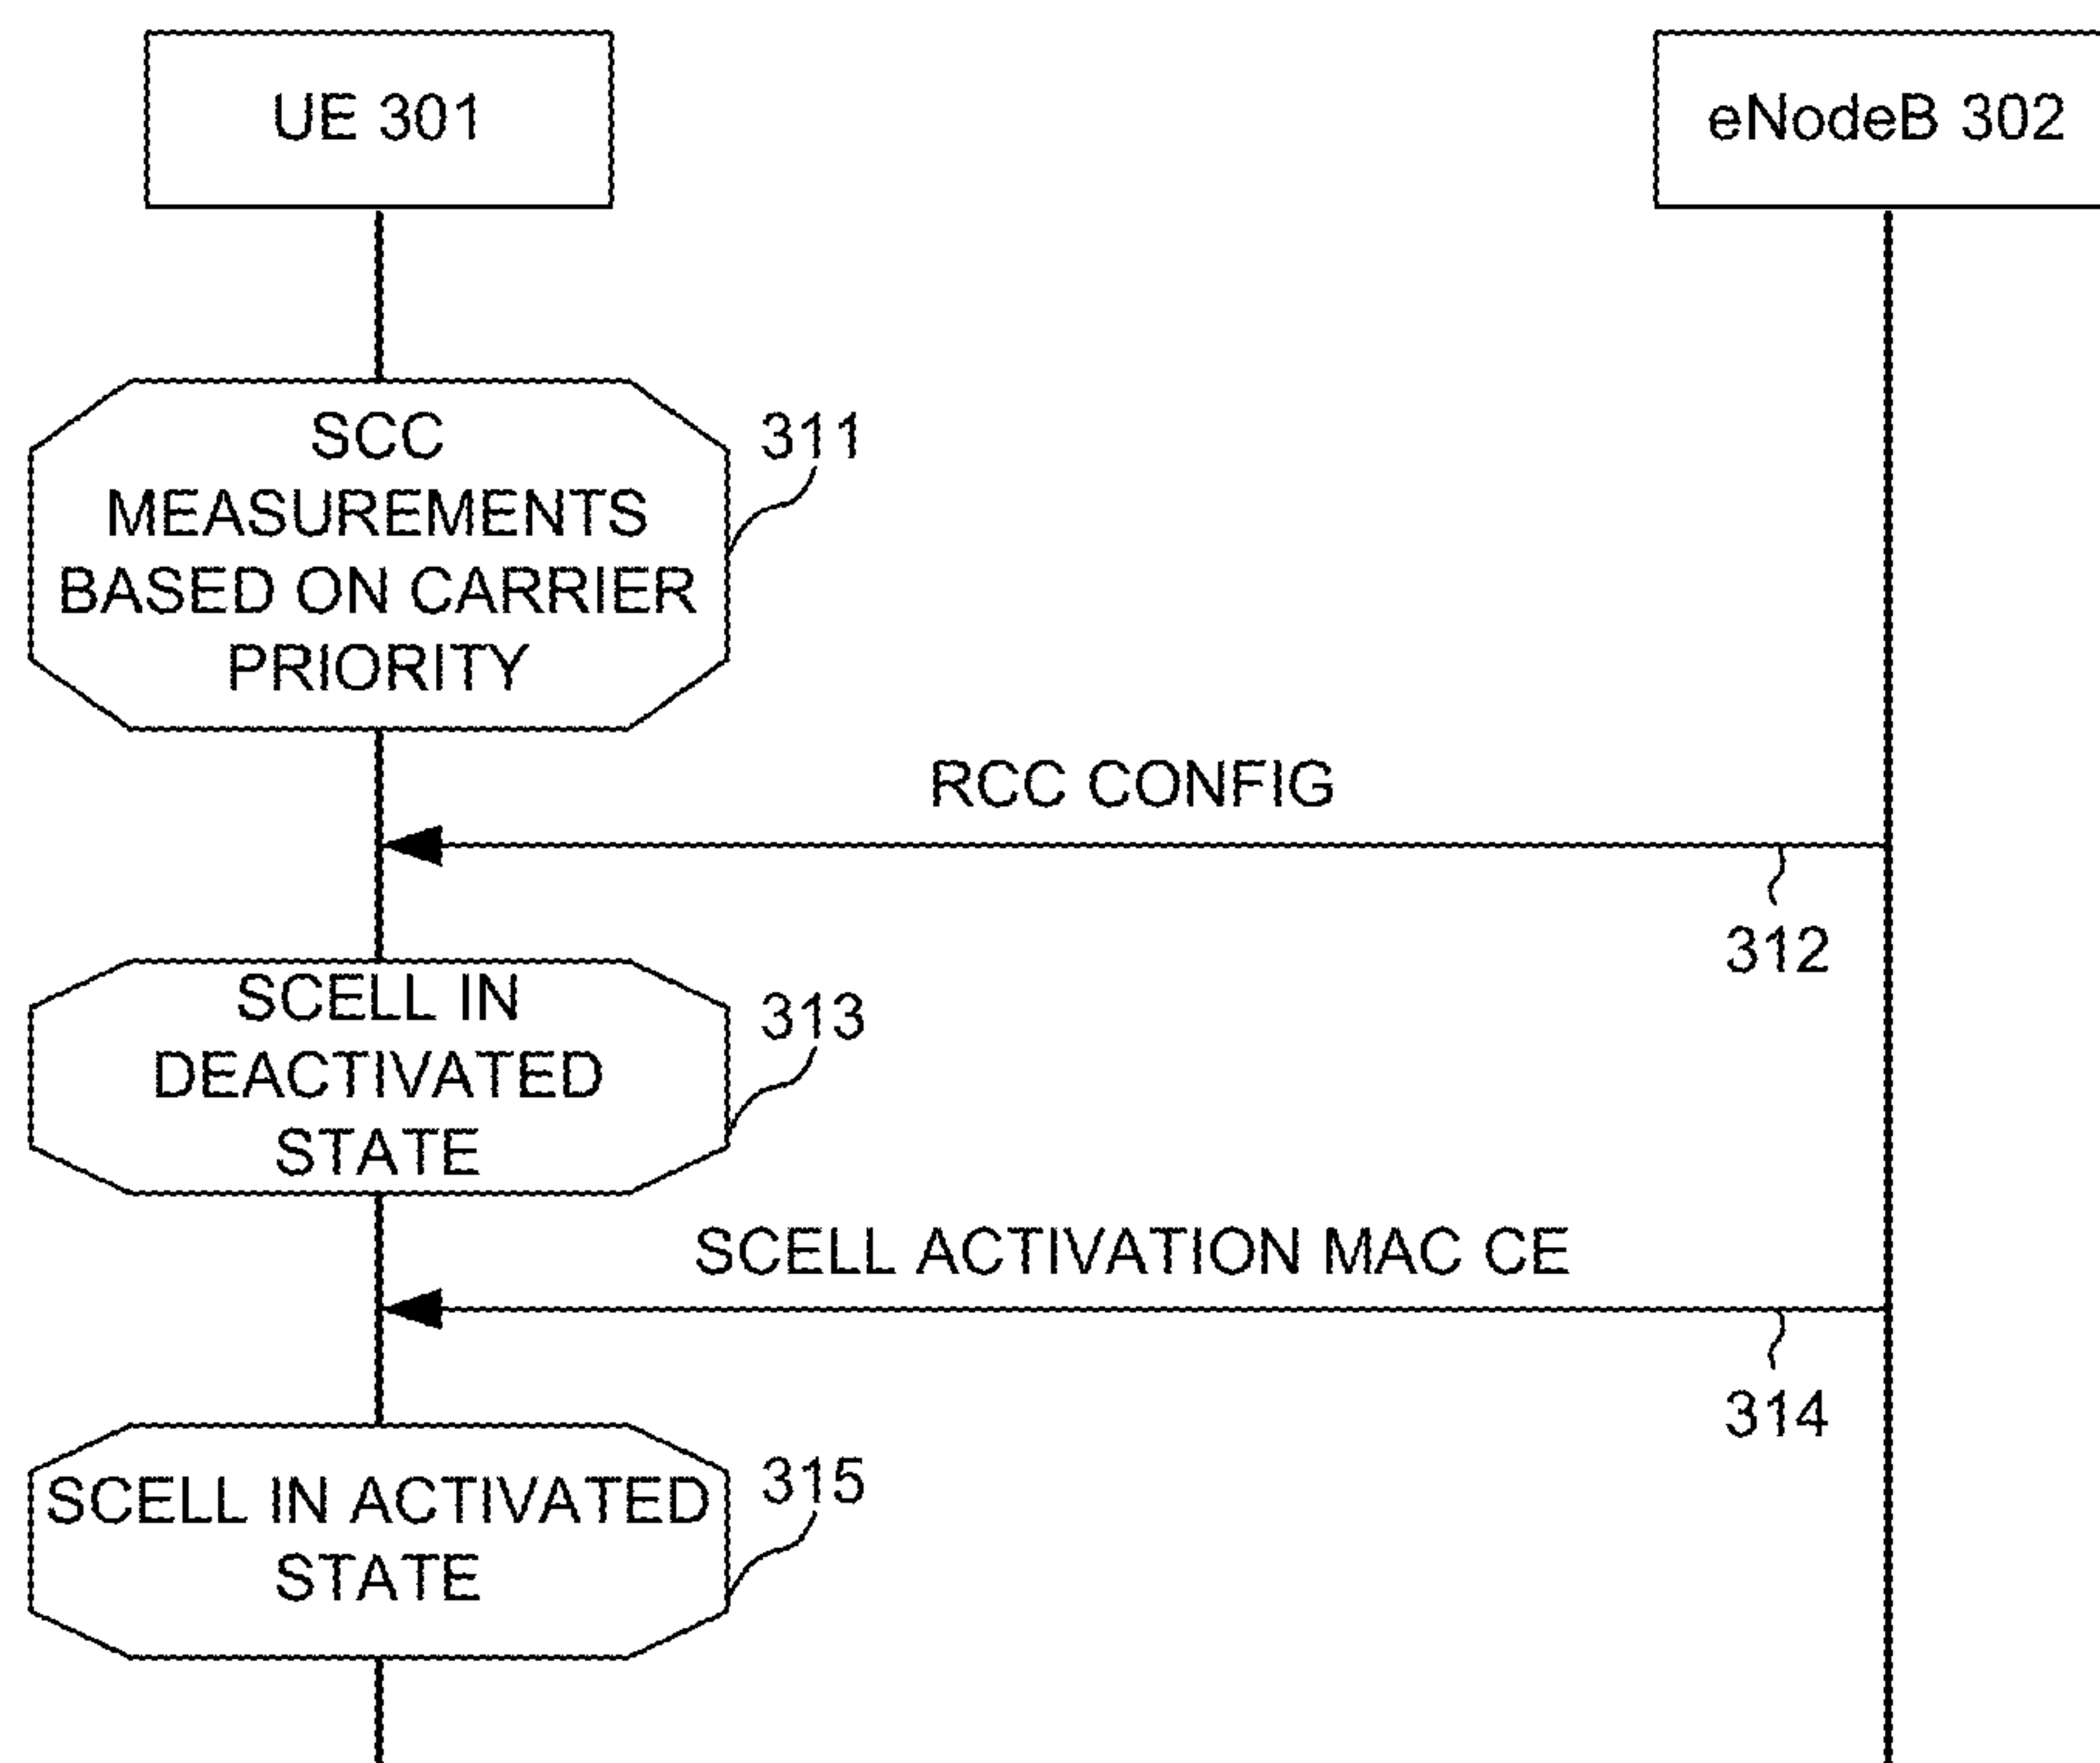 UE 301
eNodeB 302
SCC
MEASUREMENTS
BASED ON CARRIER
PRIORITY
311
RCC CONFIG
312
SCELL IN
DEACTIVATED
STATE
313
SCELL ACTIVATION MAC CE
314
SCELL IN ACTIVATED
STATE
315